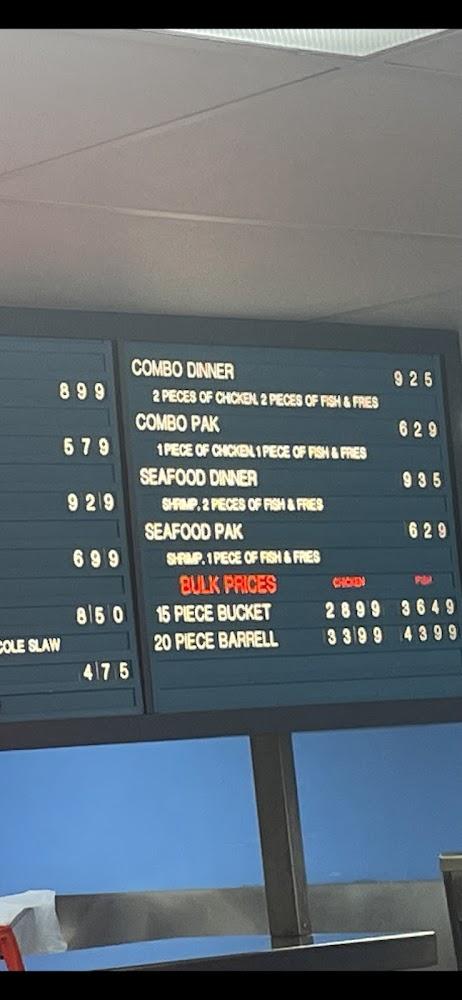 899
579
929
699
850
COLE SLAW
475
COMBO DINNER 925
2 PIECES OF CHICKEN, 2 PIECES OF FISH & FRIES
COMBO PAK 629
1 PIECE OF CHICKEN, 1 PIECE OF FISH & FRIES
SEAFOOD DINNER 935
SHRIMP, 2 PIECES OF FISH & FRIES
SEAFOOD PAK 629
SHRIMP, 1 PIECE OF FISH & FRIES
BULK PRICES CHICKEN FISH
15 PIECE BUCKET 2899 3649
20 PIECE BARRELL 3399 4399